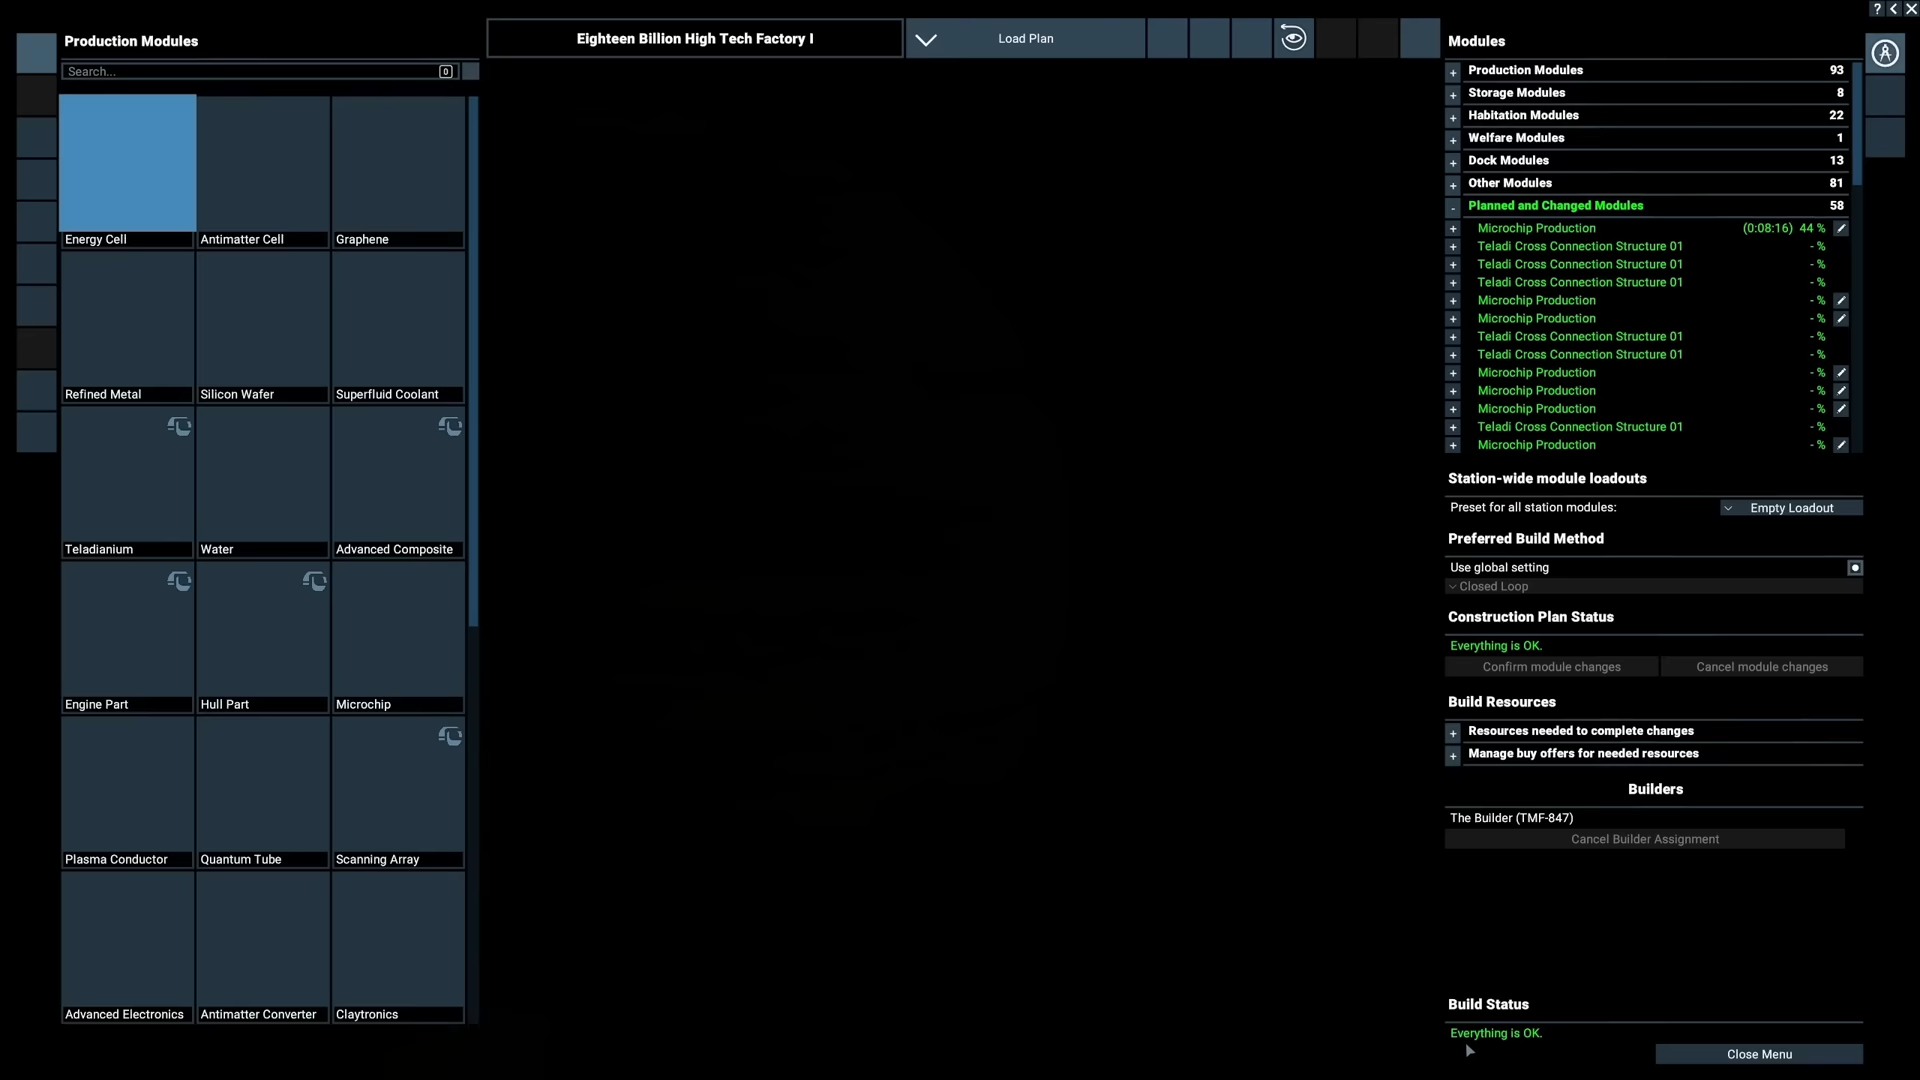 ? < X
Production Modules
Search...
0
Energy Cell
Antimatter Cell
Graphene
Refined Metal
Silicon Wafer
Superfluid Coolant
Teladianium
Water
Advanced Composite
Engine Part
Hull Part
Microchip
Plasma Conductor
Quantum Tube
Scanning Array
Advanced Electronics
Antimatter Converter
Claytronics
Eighteen Billion High Tech Factory I
Load Plan
Modules
+ Production Modules 93
+ Storage Modules 8
+ Habitation Modules 22
+ Welfare Modules 1
+ Dock Modules 13
+ Other Modules 81
- Planned and Changed Modules 58
+ Microchip Production (0:08:16) 44 %
+ Teladi Cross Connection Structure 01 - %
+ Teladi Cross Connection Structure 01 - %
+ Teladi Cross Connection Structure 01 - %
+ Microchip Production - %
+ Microchip Production - %
+ Teladi Cross Connection Structure 01 - %
+ Teladi Cross Connection Structure 01 - %
+ Microchip Production - %
+ Microchip Production - %
+ Microchip Production - %
+ Teladi Cross Connection Structure 01 - %
+ Microchip Production - %
Station-wide module loadouts
Preset for all station modules: Empty Loadout
Preferred Build Method
Use global setting
Closed Loop
Construction Plan Status
Everything is OK.
Confirm module changes Cancel module changes
Build Resources
+ Resources needed to complete changes
+ Manage buy offers for needed resources
Builders
The Builder (TMF-847)
Cancel Builder Assignment
Build Status
Everything is OK.
Close Menu